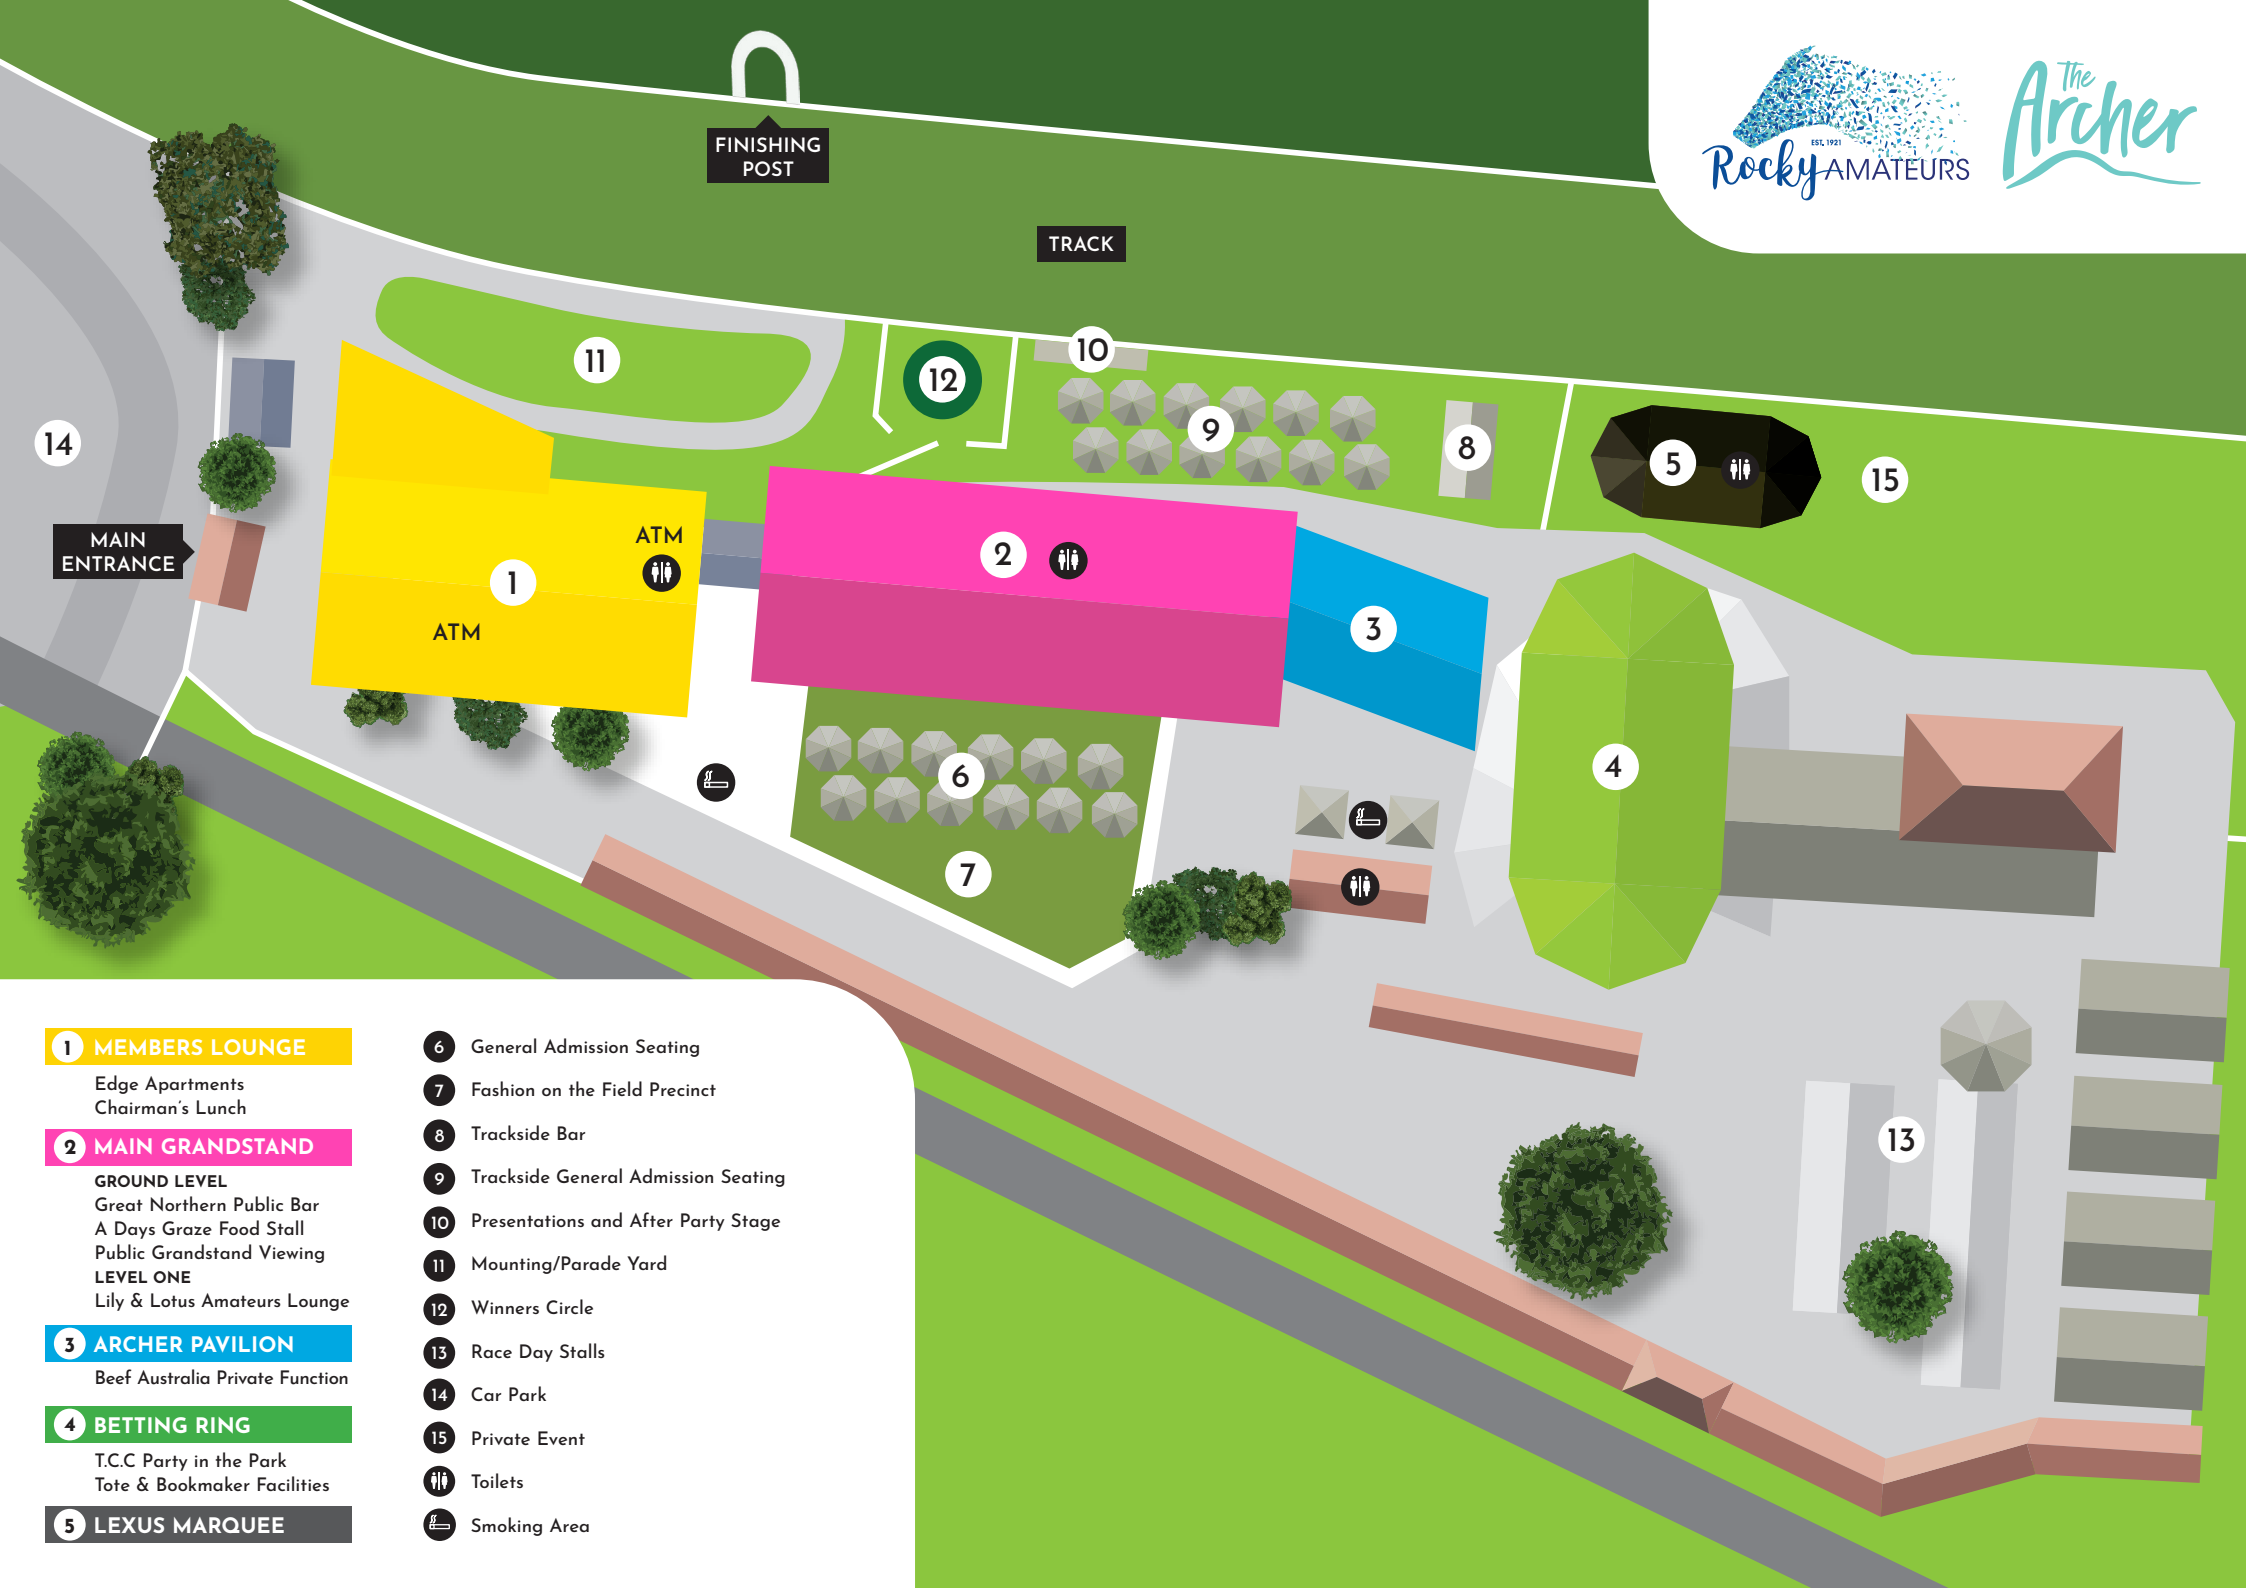 FINISHING
POST
TRACK
EST. 1921
Rocky AMATEURS
The
Archer
11
12
10
9
8
5
15
14
MAIN
ENTRANCE
ATM
1
ATM
2
3
4
6
7
13
1 MEMBERS LOUNGE
Edge Apartments
Chairman's Lunch
2 MAIN GRANDSTAND
GROUND LEVEL
Great Northern Public Bar
A Days Graze Food Stall
Public Grandstand Viewing
LEVEL ONE
Lily & Lotus Amateurs Lounge
3 ARCHER PAVILION
Beef Australia Private Function
4 BETTING RING
T.C.C Party in the Park
Tote & Bookmaker Facilities
5 LEXUS MARQUEE
6 General Admission Seating
7 Fashion on the Field Precinct
8 Trackside Bar
9 Trackside General Admission Seating
10 Presentations and After Party Stage
11 Mounting/Parade Yard
12 Winners Circle
13 Race Day Stalls
14 Car Park
15 Private Event
Toilets
Smoking Area